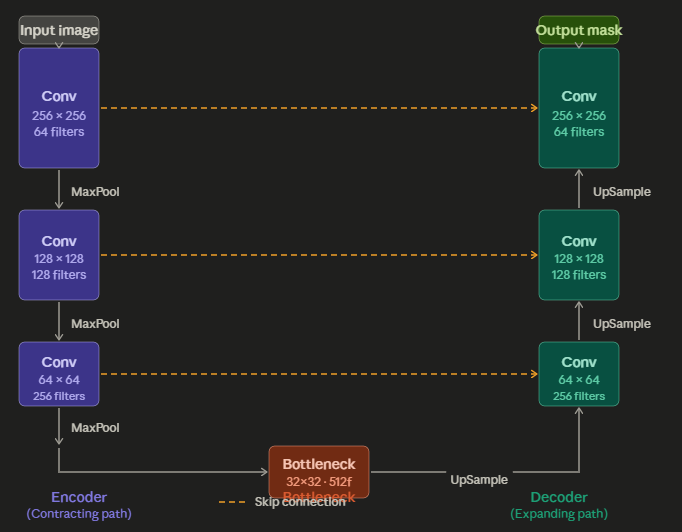 Input image
Output mask
Conv
256 × 256
64 filters
Conv
256 × 256
64 filters
MaxPool
UpSample
Conv
128 × 128
128 filters
Conv
128 × 128
128 filters
MaxPool
UpSample
Conv
64 × 64
256 filters
Conv
64 × 64
256 filters
MaxPool
Bottleneck
32×32 · 512f
UpSample
Bottleneck
Encoder
(Contracting path)
Skip connection
Decoder
(Expanding path)